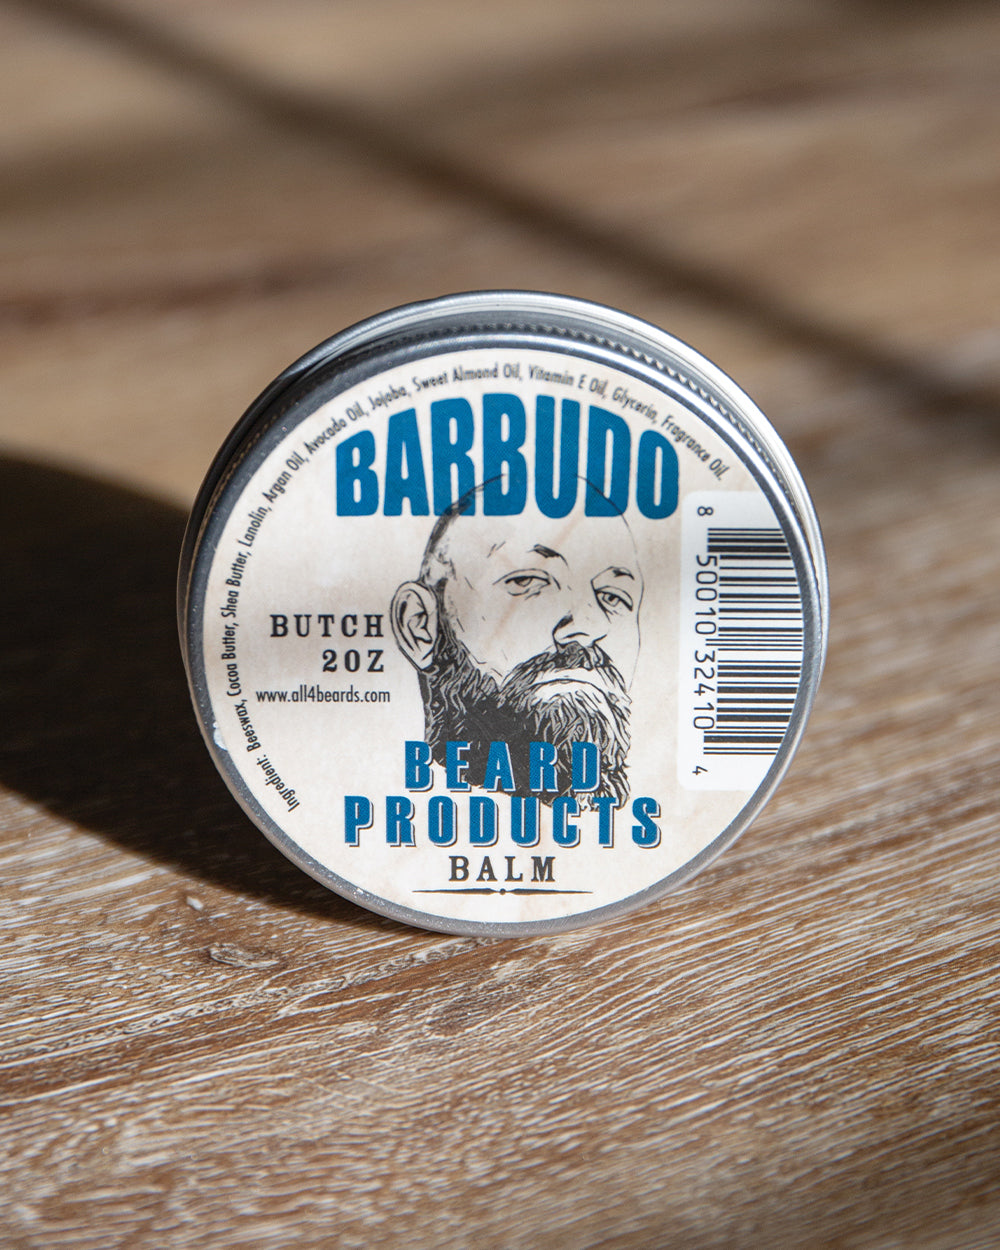 Ingredient: Beeswax, Cocoa Butter, Shea Butter, Lanolin, Argan Oil, Avocado Oil, Jojoba, Sweet Almond Oil, Vitamin E Oil, Glycerin, Fragrance Oil.
BARBUDO
BUTCH
2OZ
www.all4beards.com
8 50010 32410 4
BEARD
PRODUCTS
BALM